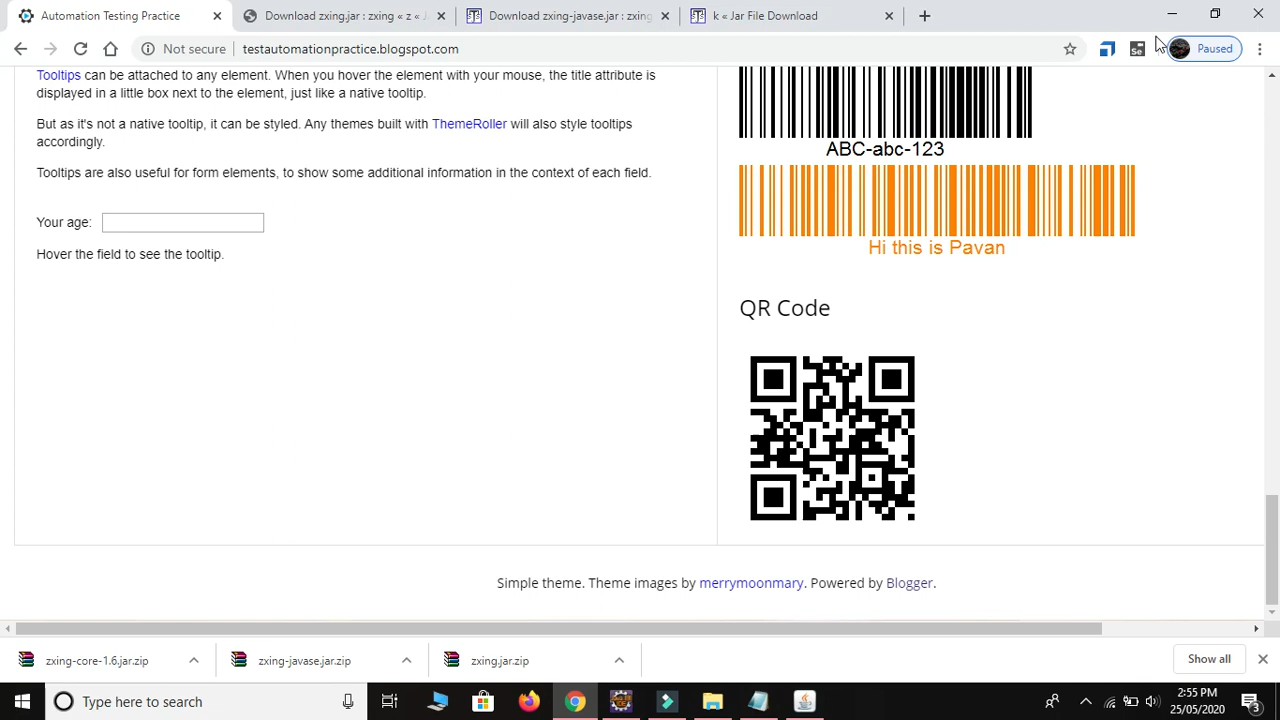 Automation Testing Practice
Download zxing.jar : zxing « z « J
Download zxing-javase.jar : zxing
k « Jar File Download
Not secure
testautomationpractice.blogspot.com
Se
Paused
Tooltips can be attached to any element. When you hover the element with your mouse, the title attribute is
displayed in a little box next to the element, just like a native tooltip.
But as it's not a native tooltip, it can be styled. Any themes built with ThemeRoller will also style tooltips
accordingly.
Tooltips are also useful for form elements, to show some additional information in the context of each field.
Your age:
Hover the field to see the tooltip.
ABC-abc-123
Hi this is Pavan
QR Code
Simple theme. Theme images by merrymoonmary. Powered by Blogger.
zxing-core-1.6.jar.zip
zxing-javase.jar.zip
zxing.jar.zip
Show all
Type here to search
2:55 PM
25/05/2020
3